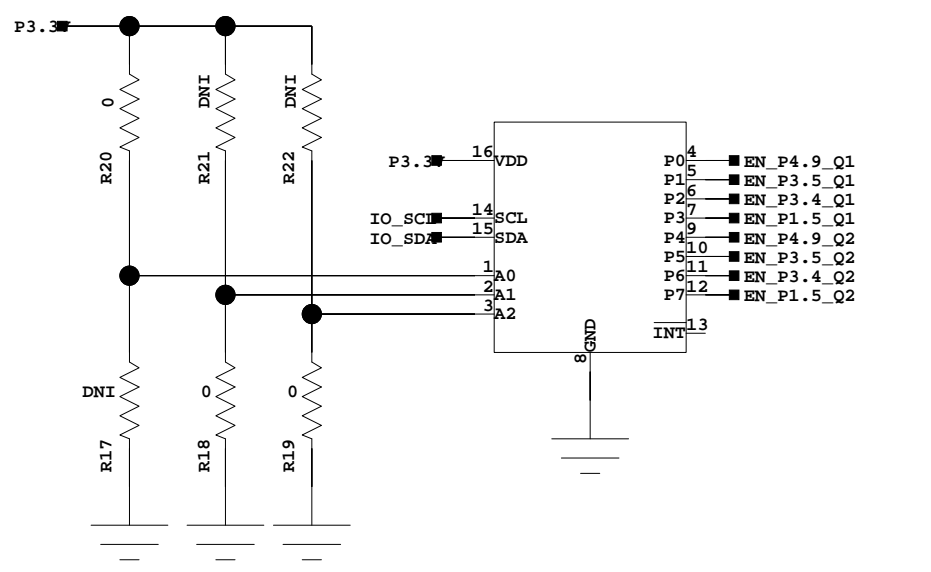 P3.3V
0
DNI
DNI
R20
R21
R22
P3.3V
16
VDD
IO_SCL
14
SCL
IO_SDA
15
SDA
1
A0
2
A1
3
A2
P0
4
EN_P4.9_Q1
P1
5
EN_P3.5_Q1
P2
6
EN_P3.4_Q1
P3
7
EN_P1.5_Q1
P4
9
EN_P4.9_Q2
P5
10
EN_P3.5_Q2
P6
11
EN_P3.4_Q2
P7
12
EN_P1.5_Q2
INT
13
GND
8
DNI
0
0
R17
R18
R19